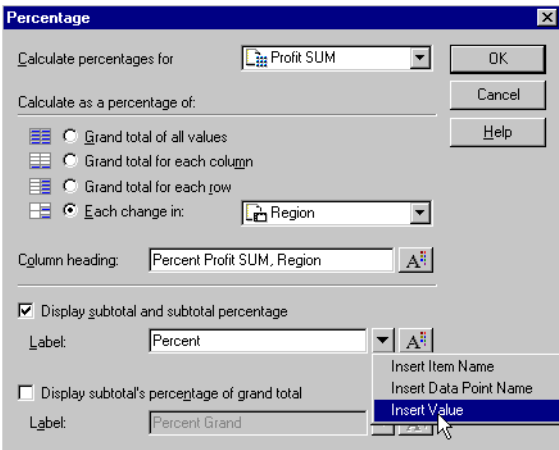 Percentage
Calculate percentages for
Profit SUM
OK
Calculate as a percentage of:
Cancel
Grand total of all values
Help
Grand total for each column
Grand total for each row
Each change in:
Region
Column heading:
Percent Profit SUM, Region
A
Display subtotal and subtotal percentage
Label:
Percent
A
Insert Item Name
Insert Data Point Name
Insert Value
Display subtotal's percentage of grand total
Label:
Percent Grand